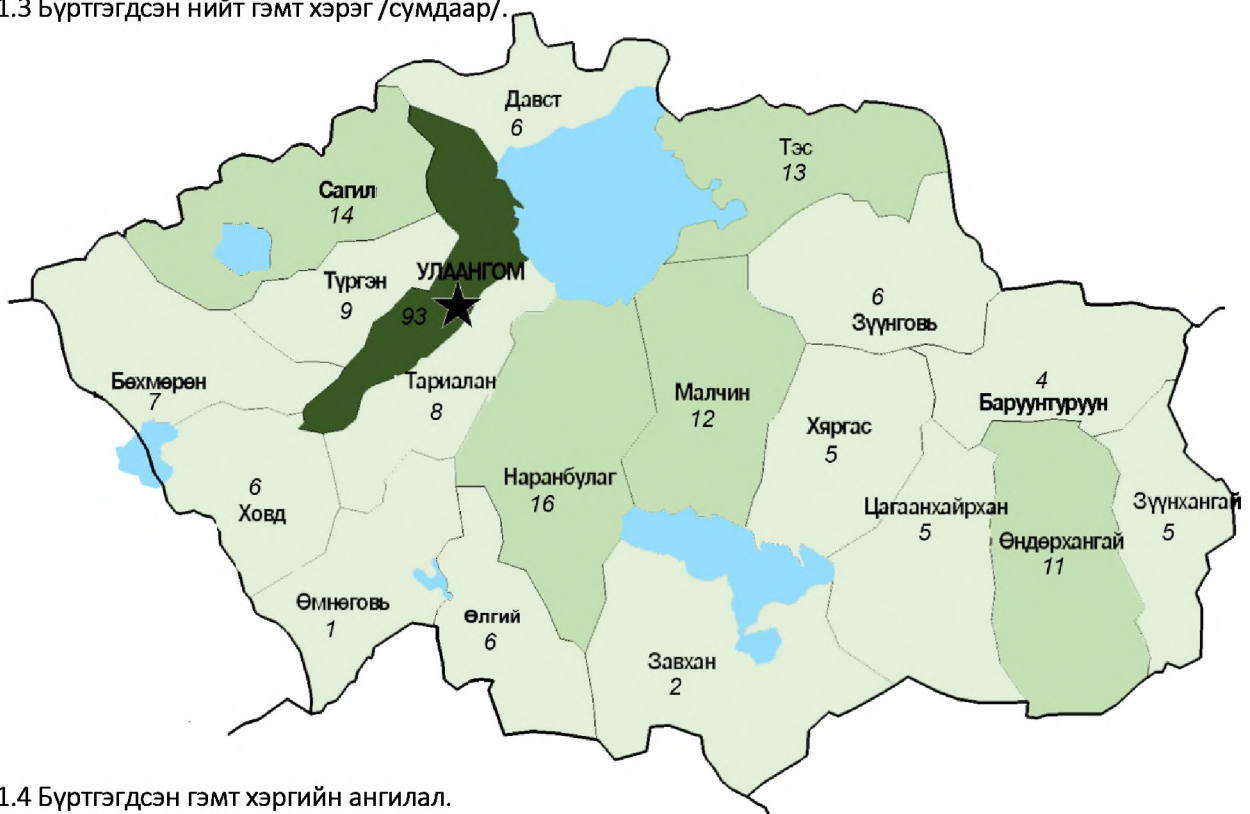 1.3 Бүртгэгдсэн нийт гэмт хэрэг /сумдаар/.
Давст
6
Тэс
13
Сагил
14
Түргэн
9
УЛААНГОМ
93
6
Зүүнговь
Бөхмөрөн
7
Тариалан
8
Малчин
12
4
Баруунтуруун
Хяргас
5
6
Ховд
Наранбулаг
16
Цагаанхайрхан
5
Зүүнхангай
5
Өндөрхангай
11
Өмнөговь
1
Өлгий
6
Завхан
2
1.4 Бүртгэгдсэн гэмт хэргийн ангилал.